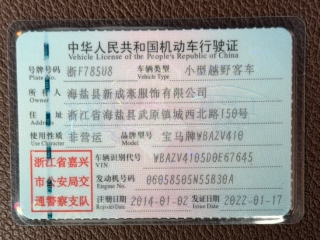 中华人民共和国机动车行驶证
Vehicle License of the People's Republic of China
号牌号码 浙F785U8 车辆类型 小型越野客车
Plate No. Vehicle Type
所有人 海盐县新成豪服饰有限公司
Owner
住址 浙江省海盐县武原镇城西北路150号
Address
使用性质 非营运 品牌型号 宝马牌WBAZV410
Use Character Model
浙江省嘉兴
市公安局交
通警察支队
车辆识别代号 WBAZV4105D0E67645
VIN
发动机号码 06058505N55B30A
Engine No.
注册日期 2014-01-02 发证日期 2022-01-17
Register Date Issue Date